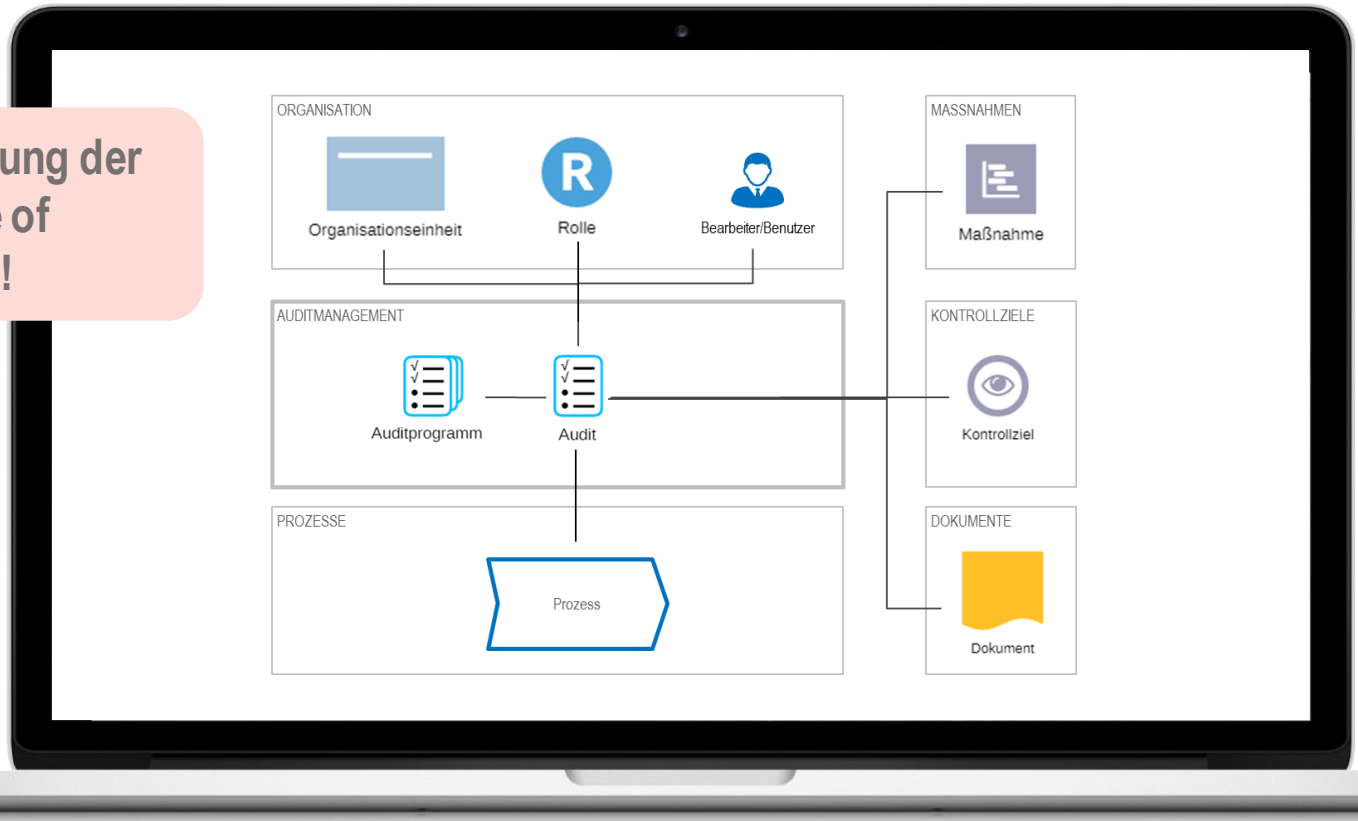 ung der
of
!
ORGANISATION
R
Organisationseinheit
Rolle
Bearbeiter/Benutzer
MASSNAHMEN
Maßnahme
AUDITMANAGEMENT
Auditprogramm
Audit
KONTROLLZIELE
Kontrollziel
PROZESSE
Prozess
DOKUMENTE
Dokument